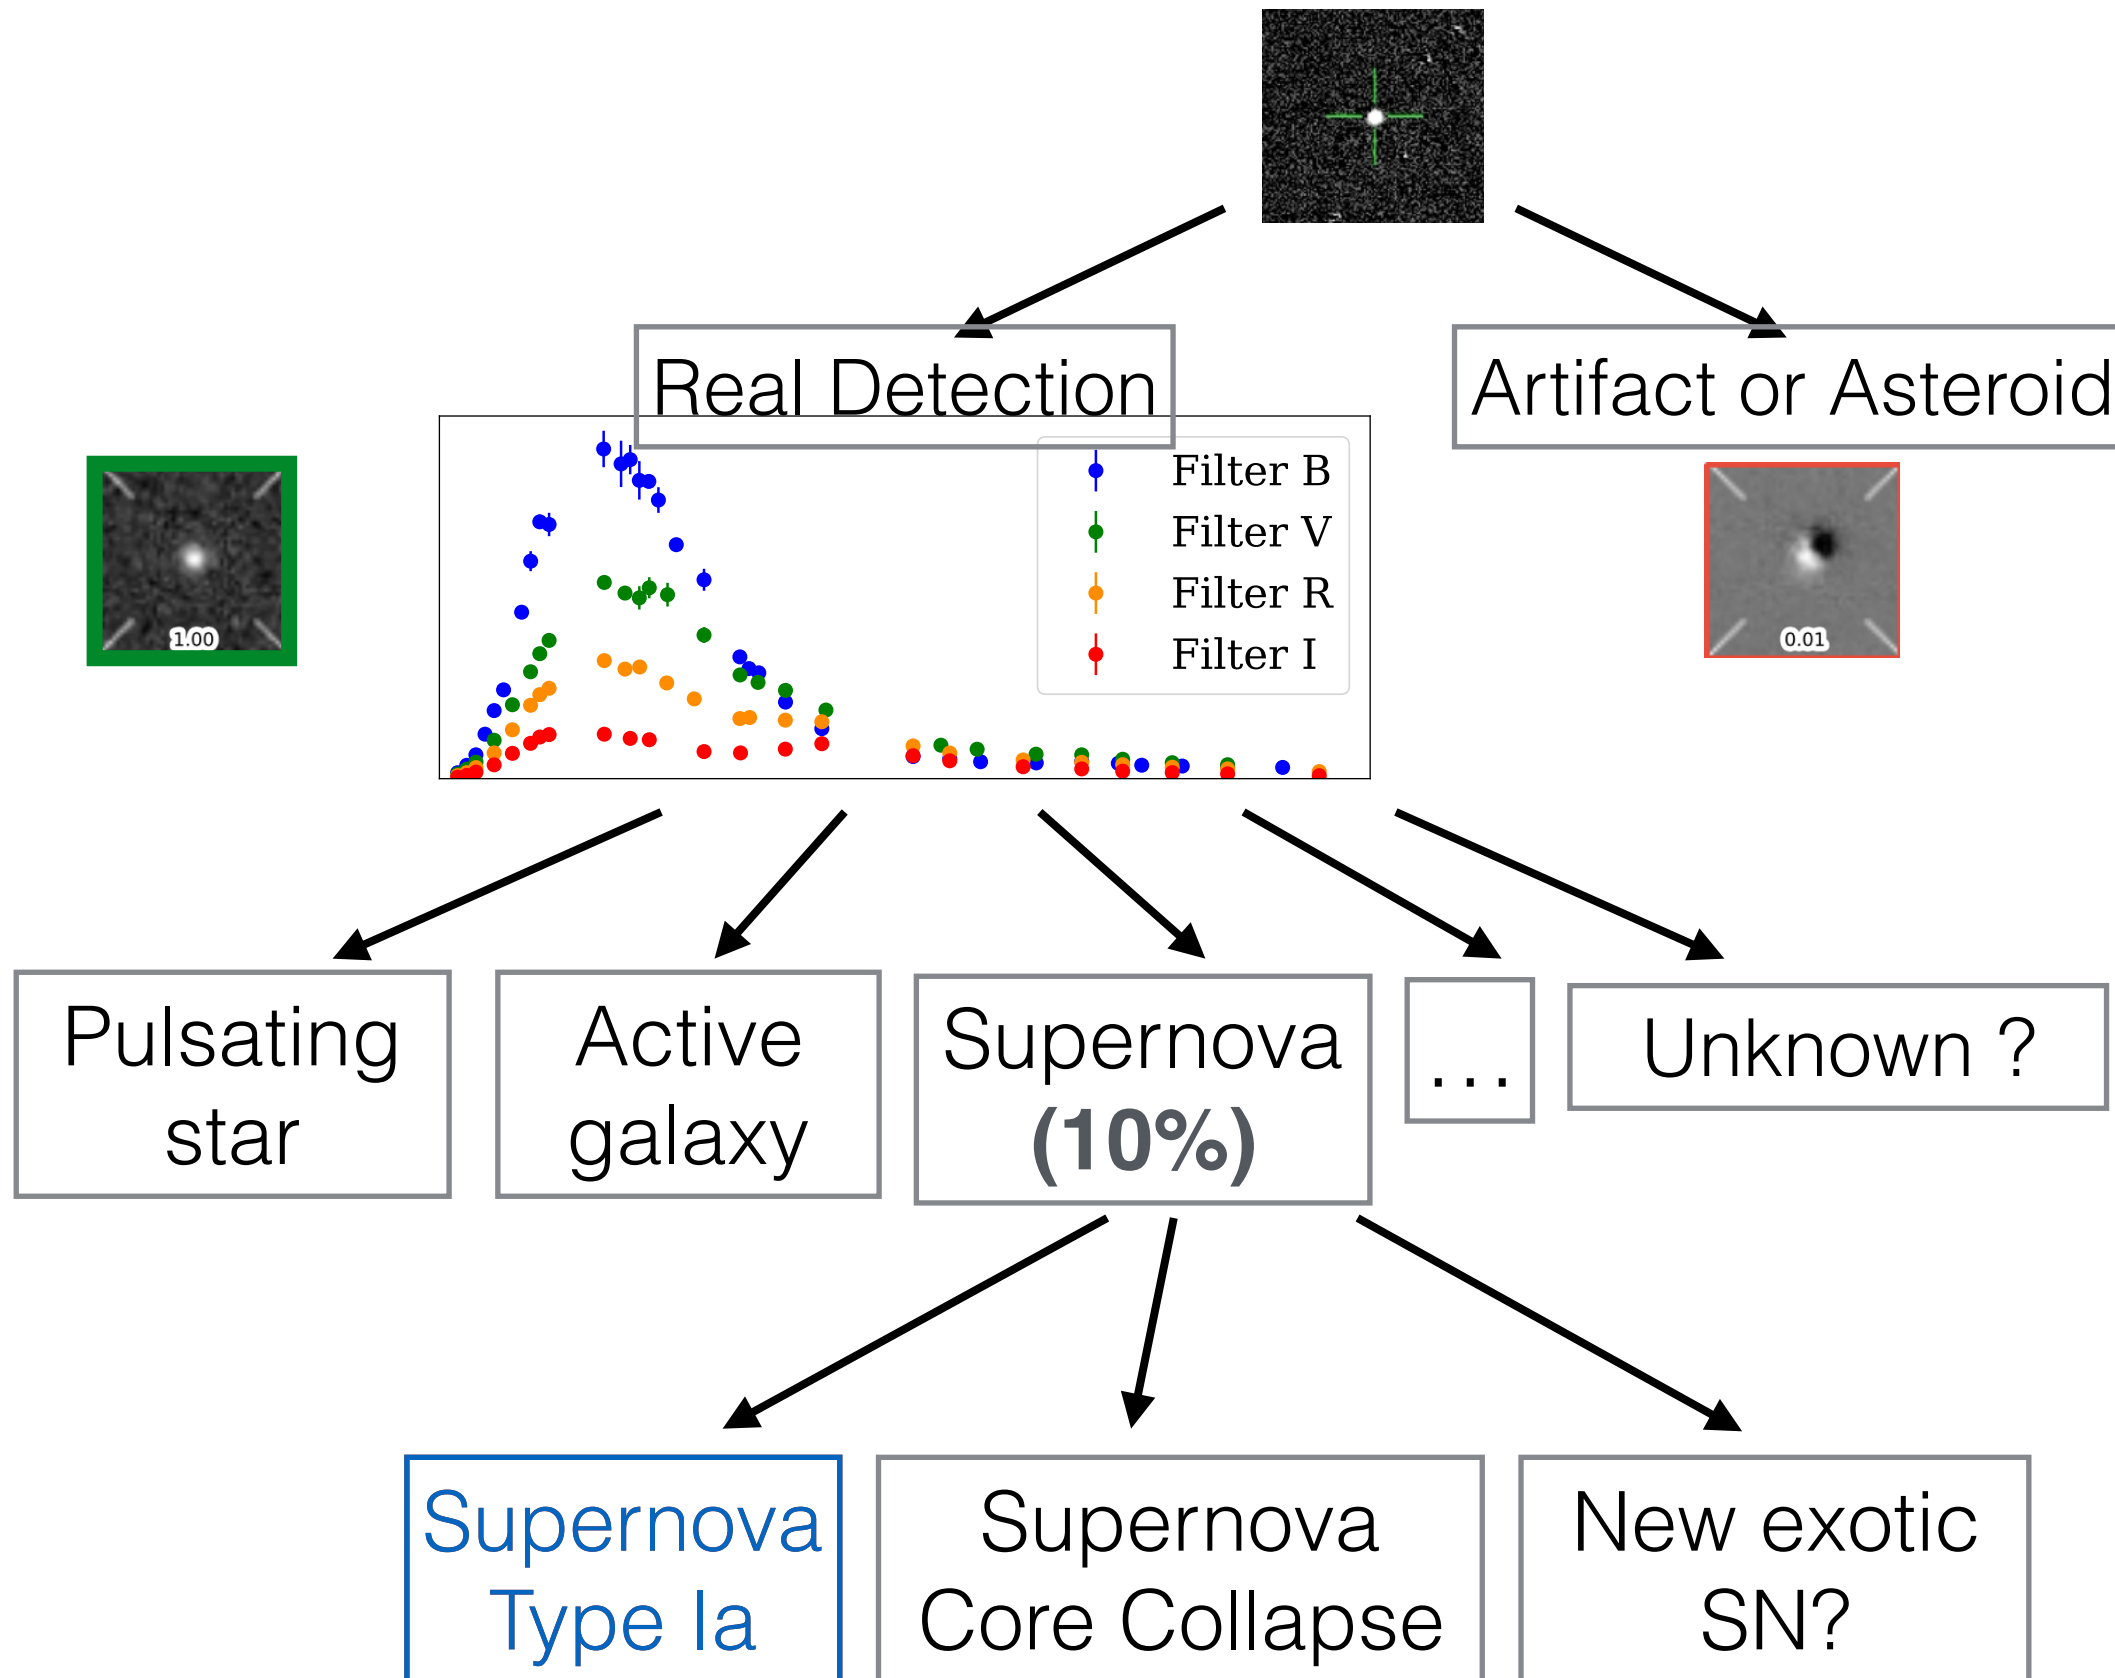 Real Detection
Artifact or Asteroid
Filter B
Filter V
Filter R
Filter I
1.00
0.01
Pulsating
star
Active
galaxy
Supernova
(10%)
...
Unknown ?
Supernova
Type Ia
Supernova
Core Collapse
New exotic
SN?